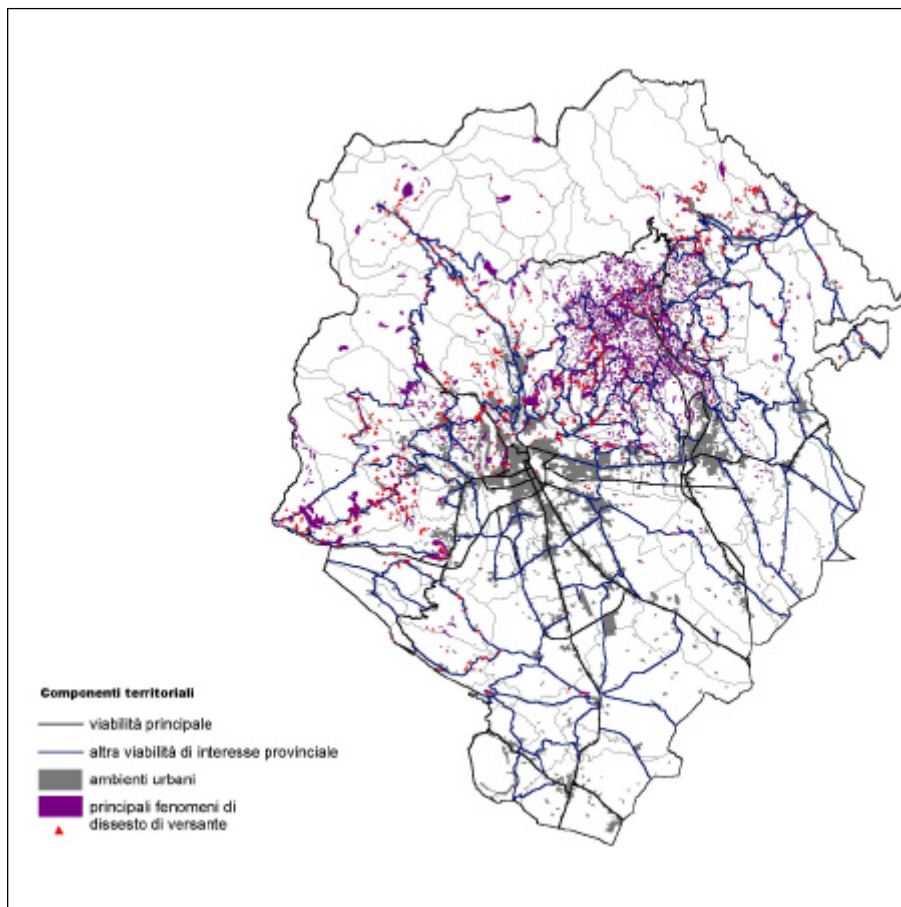 Componenti territoriali
viabilità principale
altra viabilità di interesse provinciale
ambienti urbani
principali fenomeni di
dissesto di versante